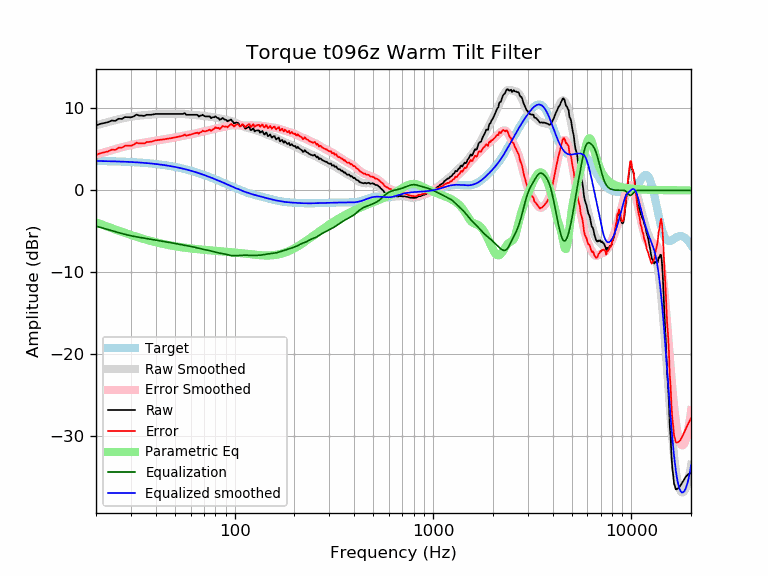 Torque t096z Warm Tilt Filter
Amplitude (dBr)
10
0
−10
−20
−30
Target
Raw Smoothed
Error Smoothed
Raw
Error
Parametric Eq
Equalization
Equalized smoothed
100
1000
10000
Frequency (Hz)